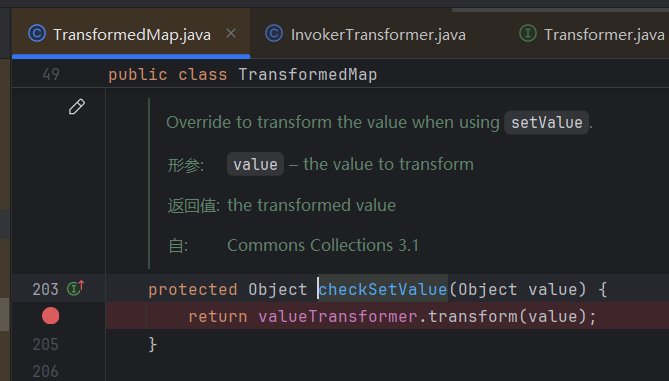 TransformedMap.java
InvokerTransformer.java
Transformer.java
49 public class TransformedMap
Override to transform the value when using setValue.
形参: value – the value to transform
返回值: the transformed value
自: Commons Collections 3.1
203 protected Object checkSetValue(Object value) {
return valueTransformer.transform(value);
205 }
206